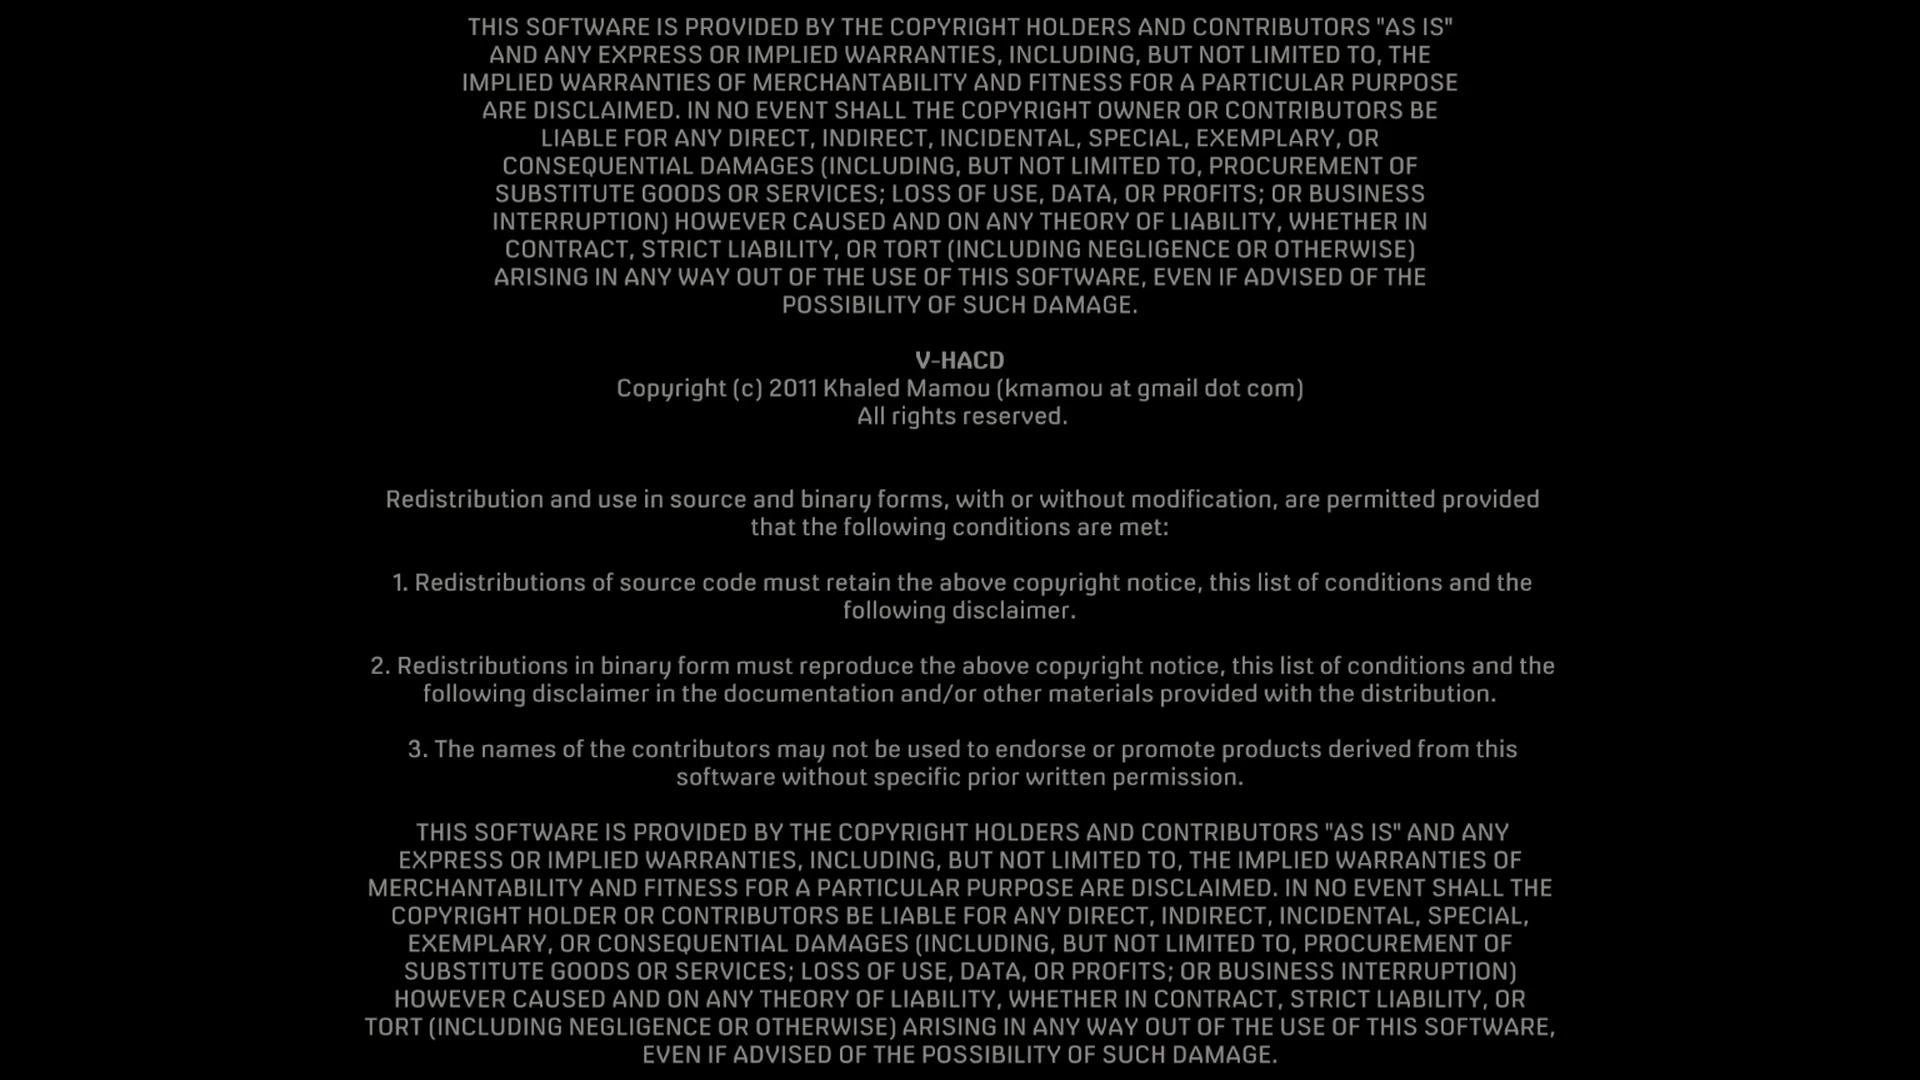 THIS SOFTWARE IS PROVIDED BY THE COPYRIGHT HOLDERS AND CONTRIBUTORS "AS IS"
AND ANY EXPRESS OR IMPLIED WARRANTIES, INCLUDING, BUT NOT LIMITED TO, THE
IMPLIED WARRANTIES OF MERCHANTABILITY AND FITNESS FOR A PARTICULAR PURPOSE
ARE DISCLAIMED. IN NO EVENT SHALL THE COPYRIGHT OWNER OR CONTRIBUTORS BE
LIABLE FOR ANY DIRECT, INDIRECT, INCIDENTAL, SPECIAL, EXEMPLARY, OR
CONSEQUENTIAL DAMAGES (INCLUDING, BUT NOT LIMITED TO, PROCUREMENT OF
SUBSTITUTE GOODS OR SERVICES; LOSS OF USE, DATA, OR PROFITS; OR BUSINESS
INTERRUPTION) HOWEVER CAUSED AND ON ANY THEORY OF LIABILITY, WHETHER IN
CONTRACT, STRICT LIABILITY, OR TORT (INCLUDING NEGLIGENCE OR OTHERWISE)
ARISING IN ANY WAY OUT OF THE USE OF THIS SOFTWARE, EVEN IF ADVISED OF THE
POSSIBILITY OF SUCH DAMAGE.
V-HACD
Copyright (c) 2011 Khaled Mamou (kmamou at gmail dot com)
All rights reserved.
Redistribution and use in source and binary forms, with or without modification, are permitted provided
that the following conditions are met:
1. Redistributions of source code must retain the above copyright notice, this list of conditions and the
following disclaimer.
2. Redistributions in binary form must reproduce the above copyright notice, this list of conditions and the
following disclaimer in the documentation and/or other materials provided with the distribution.
3. The names of the contributors may not be used to endorse or promote products derived from this
software without specific prior written permission.
THIS SOFTWARE IS PROVIDED BY THE COPYRIGHT HOLDERS AND CONTRIBUTORS "AS IS" AND ANY
EXPRESS OR IMPLIED WARRANTIES, INCLUDING, BUT NOT LIMITED TO, THE IMPLIED WARRANTIES OF
MERCHANTABILITY AND FITNESS FOR A PARTICULAR PURPOSE ARE DISCLAIMED. IN NO EVENT SHALL THE
COPYRIGHT HOLDER OR CONTRIBUTORS BE LIABLE FOR ANY DIRECT, INDIRECT, INCIDENTAL, SPECIAL,
EXEMPLARY, OR CONSEQUENTIAL DAMAGES (INCLUDING, BUT NOT LIMITED TO, PROCUREMENT OF
SUBSTITUTE GOODS OR SERVICES; LOSS OF USE, DATA, OR PROFITS; OR BUSINESS INTERRUPTION)
HOWEVER CAUSED AND ON ANY THEORY OF LIABILITY, WHETHER IN CONTRACT, STRICT LIABILITY, OR
TORT (INCLUDING NEGLIGENCE OR OTHERWISE) ARISING IN ANY WAY OUT OF THE USE OF THIS SOFTWARE,
EVEN IF ADVISED OF THE POSSIBILITY OF SUCH DAMAGE.